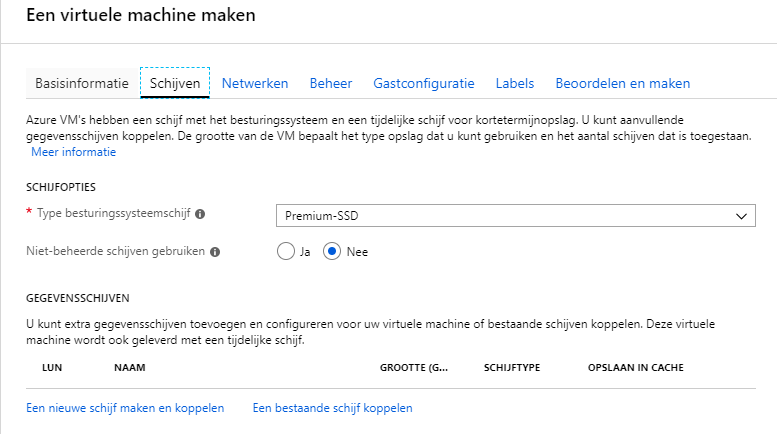 Een virtuele machine maken
Basisinformatie Schijven Netwerken Beheer Gastconfiguratie Labels Beoordelen en maken
Azure VM's hebben een schijf met het besturingssysteem en een tijdelijke schijf voor kortetermijnopslag. U kunt aanvullende
gegevensschijven koppelen. De grootte van de VM bepaalt het type opslag dat u kunt gebruiken en het aantal schijven dat is toegestaan.
Meer informatie
SCHIJFOPTIES
* Type besturingssysteemschijf Premium-SSD
Niet-beheerde schijven gebruiken Ja Nee
GEGEVENSSCHIJVEN
U kunt extra gegevensschijven toevoegen en configureren voor uw virtuele machine of bestaande schijven koppelen. Deze virtuele
machine wordt ook geleverd met een tijdelijke schijf.
LUN NAAM GROOTTE (G... SCHIJFTYPE OPSLAAN IN CACHE
Een nieuwe schijf maken en koppelen Een bestaande schijf koppelen